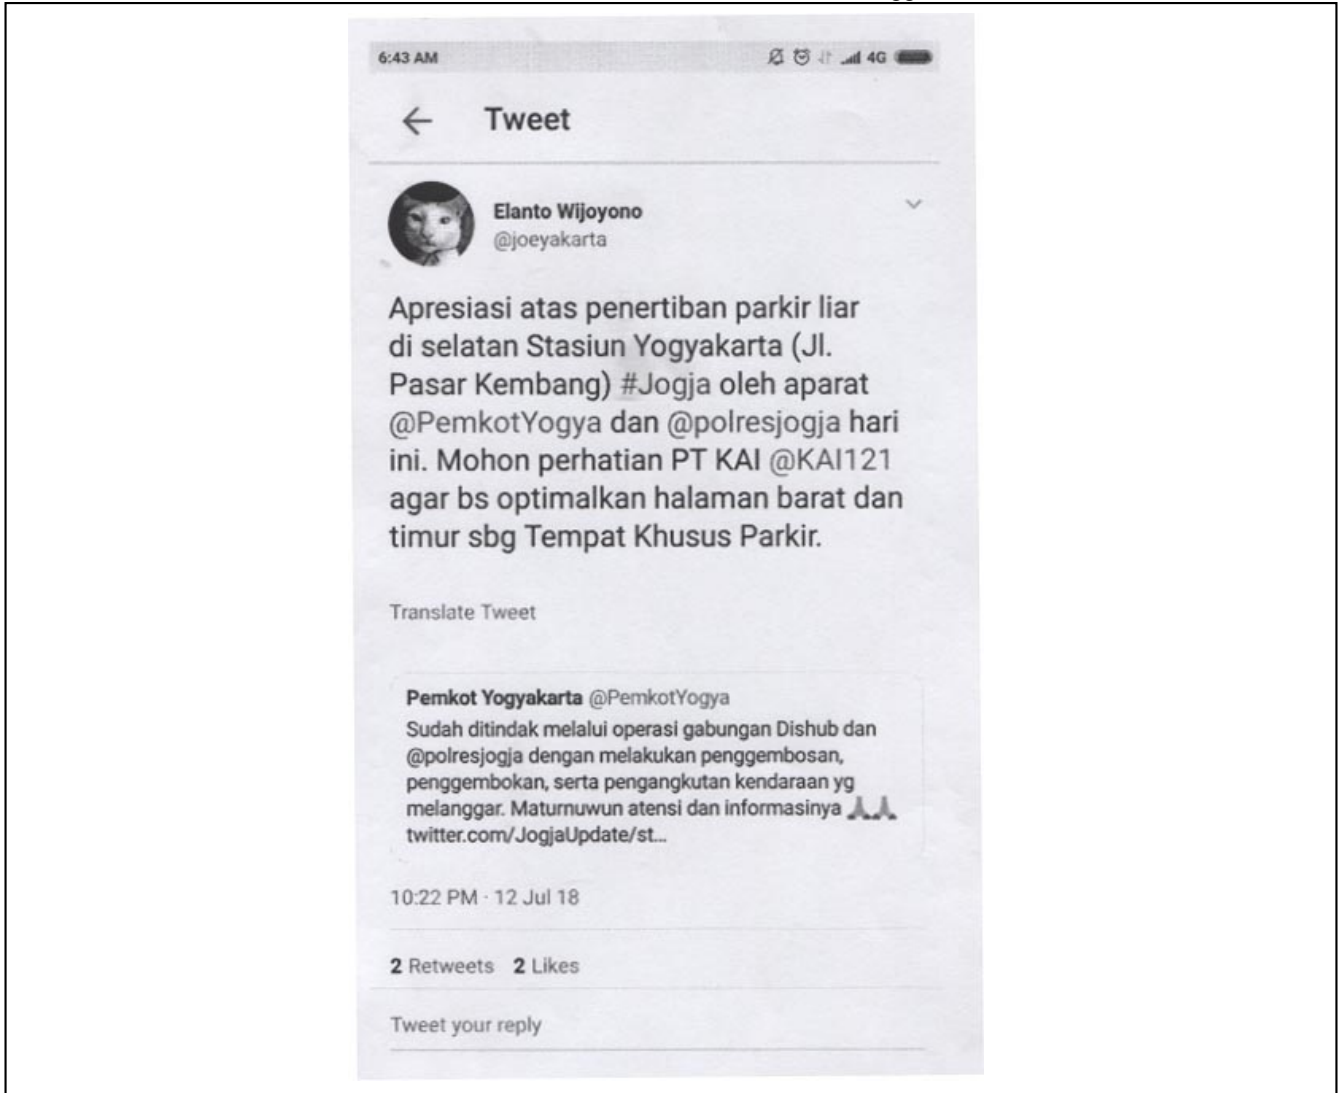 6:43 AM 4G
Tweet
Elanto Wijoyono
@joeyakarta
Apresiasi atas penertiban parkir liar
di selatan Stasiun Yogyakarta (Jl.
Pasar Kembang) #Jogja oleh aparat
@PemkotYogya dan @polresjogja hari
ini. Mohon perhatian PT KAI @KAI121
agar bs optimalkan halaman barat dan
timur sbg Tempat Khusus Parkir.
Translate Tweet
Pemkot Yogyakarta @PemkotYogya
Sudah ditindak melalui operasi gabungan Dishub dan
@polresjogja dengan melakukan penggembosan,
penggembokan, serta pengangkutan kendaraan yg
melanggar. Maturnuwun atensi dan informasinya 🙏🙏
twitter.com/JogjaUpdate/st...
10:22 PM · 12 Jul 18
2 Retweets 2 Likes
Tweet your reply